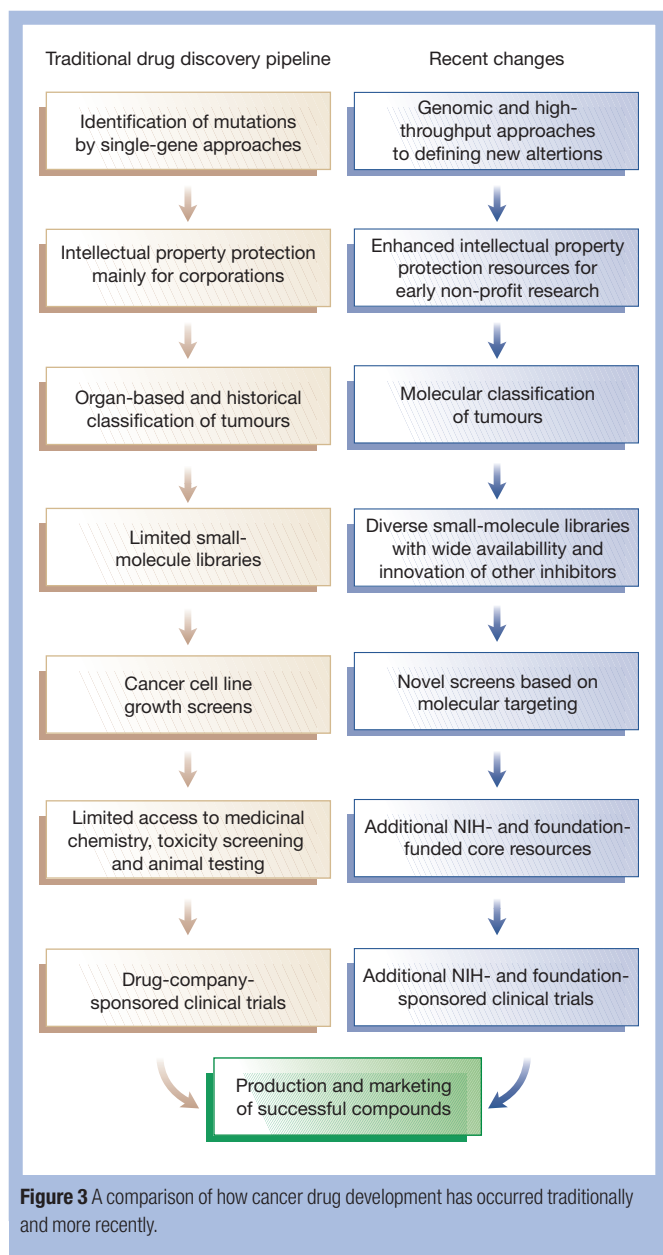 Traditional drug discovery pipeline
Recent changes
Identification of mutations
by single-gene approaches
Genomic and high-
throughput approaches
to defining new altertions
Intellectual property protection
mainly for corporations
Enhanced intellectual property
protection resources for
early non-profit research
Organ-based and historical
classification of tumours
Molecular classification
of tumours
Limited small-
molecule libraries
Diverse small-molecule libraries
with wide availabillity and
innovation of other inhibitors
Cancer cell line
growth screens
Novel screens based on
molecular targeting
Limited access to medicinal
chemistry, toxicity screening
and animal testing
Additional NIH- and foundation-
funded core resources
Drug-company-
sponsored clinical trials
Additional NIH- and foundation-
sponsored clinical trials
Production and marketing
of successful compounds
Figure 3 A comparison of how cancer drug development has occurred traditionally
and more recently.